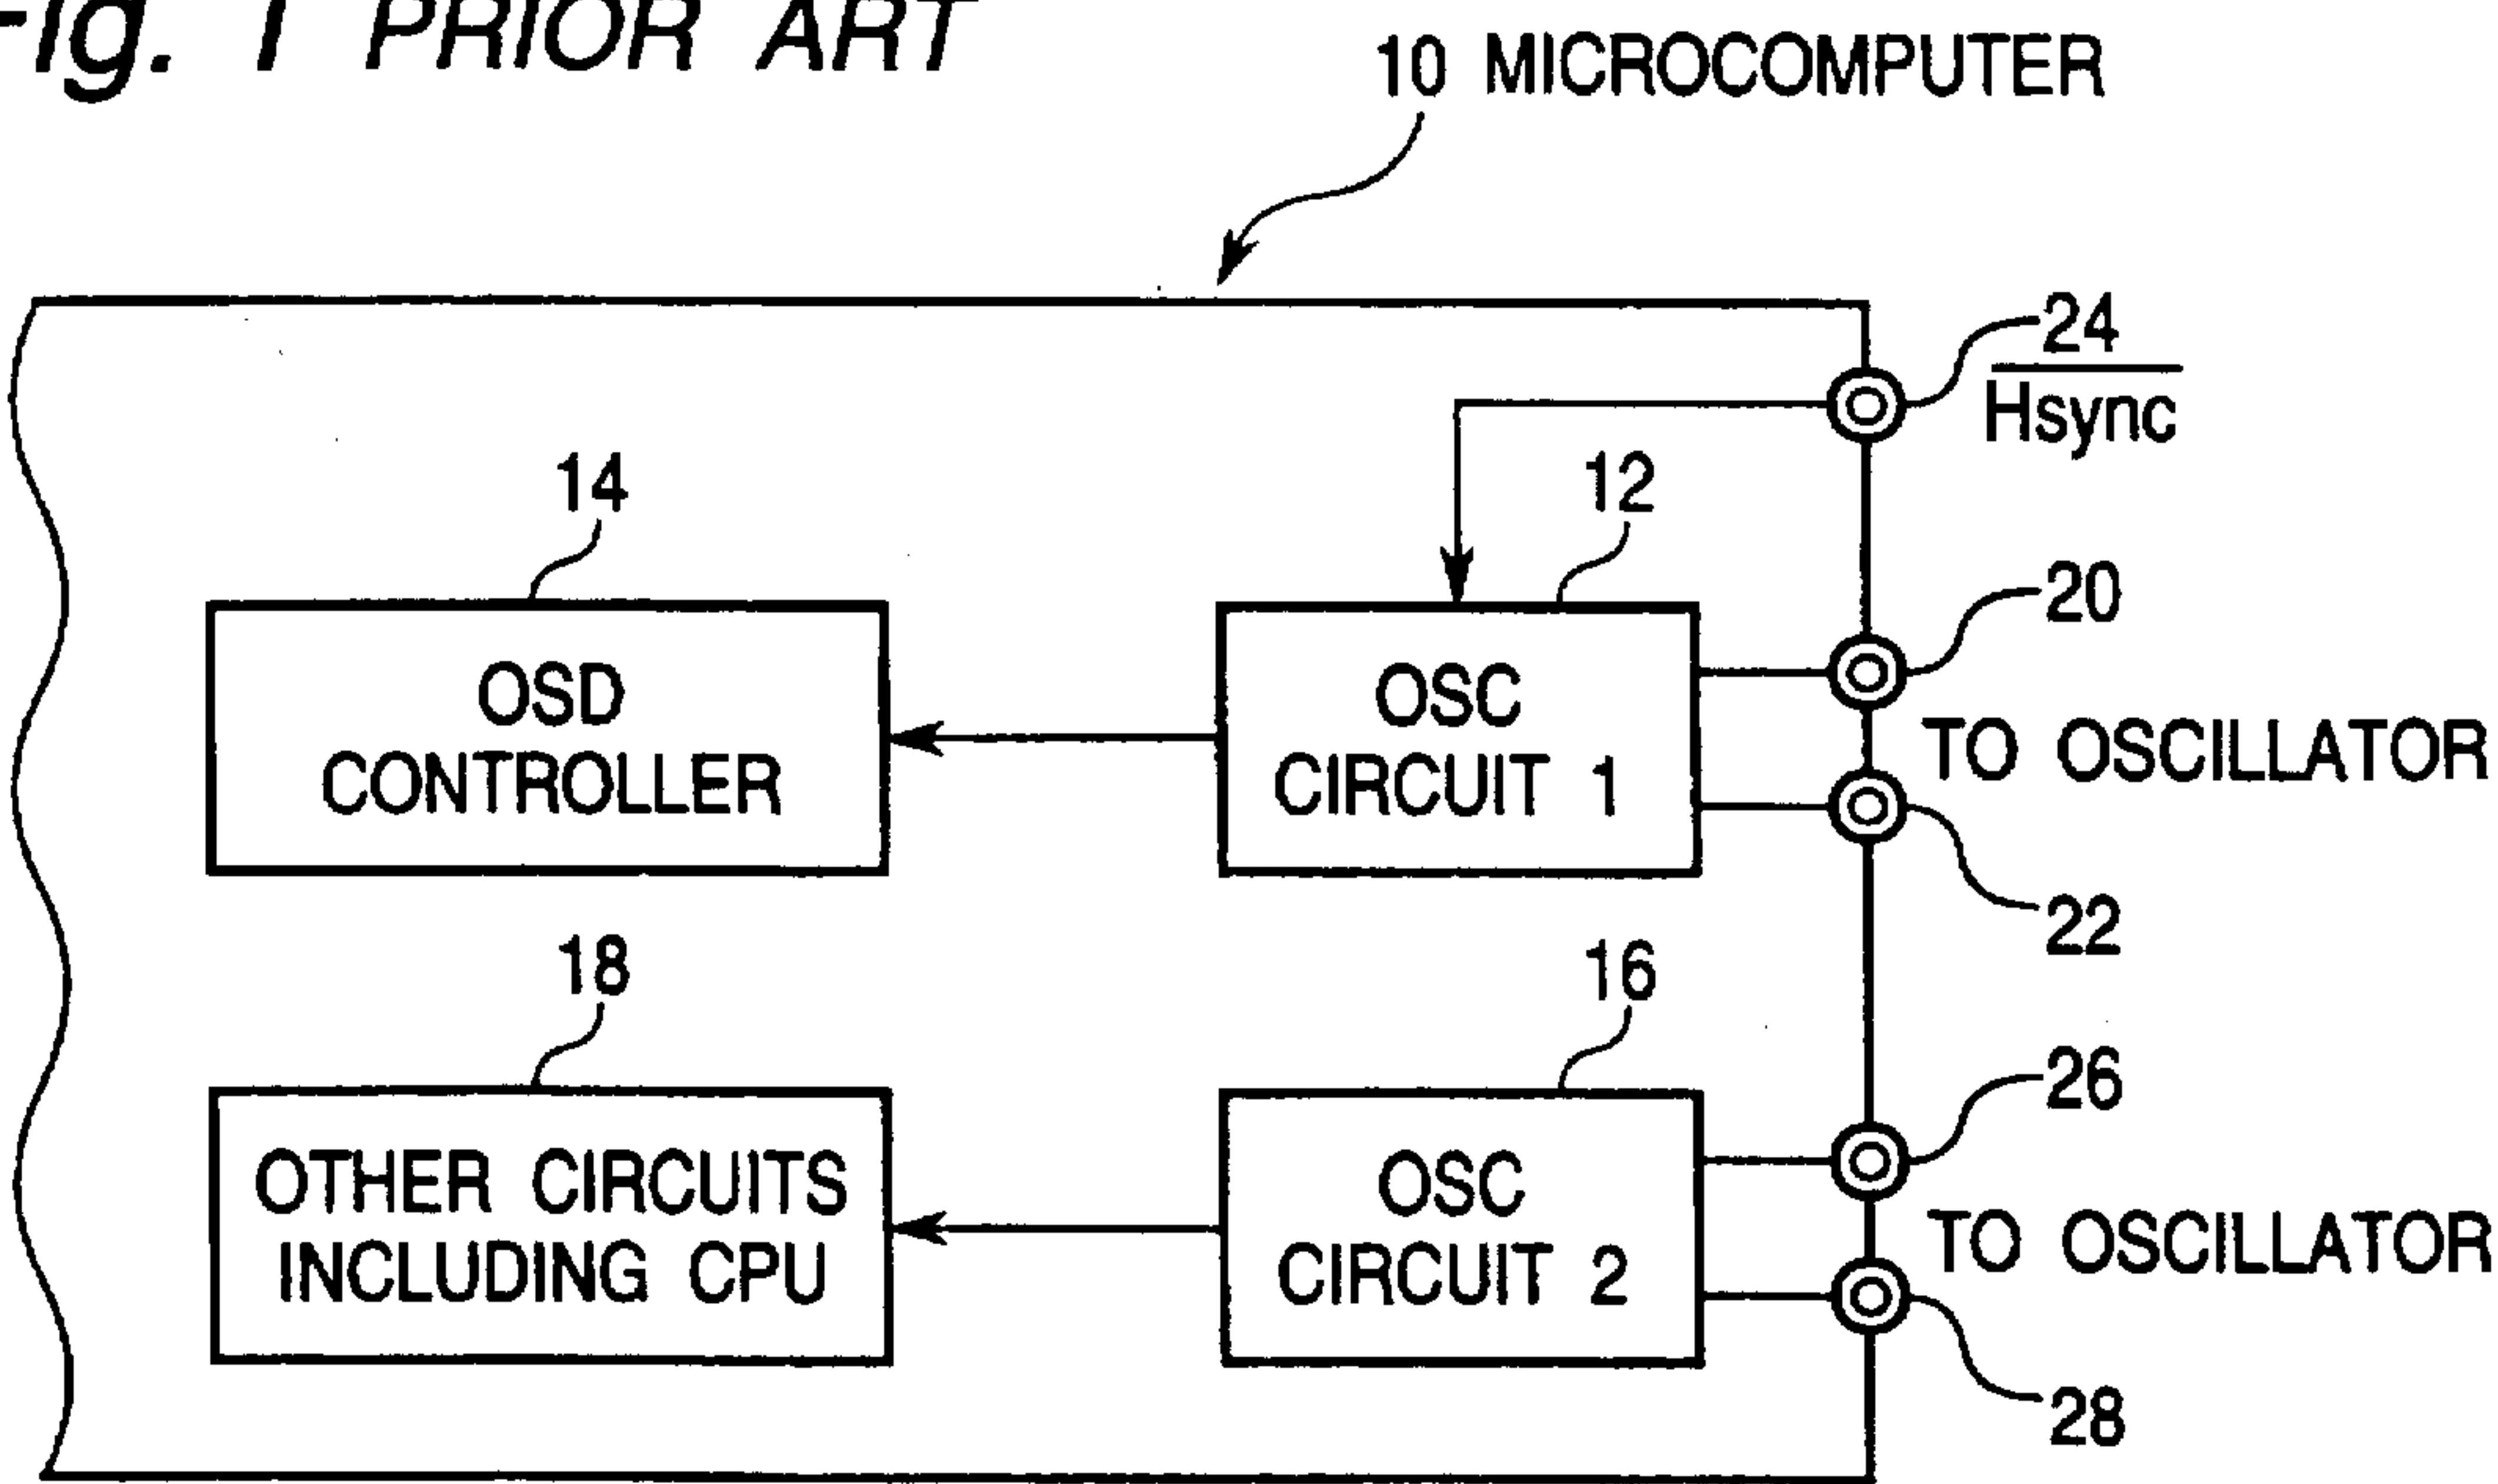 Fig. 1 PRIOR ART
10 MICROCOMPUTER
24
Hsync
14
12
20
OSD
CONTROLLER
OSC
CIRCUIT 1
TO OSCILLATOR
22
18
16
26
OTHER CIRCUITS
INCLUDING CPU
OSC
CIRCUIT 2
TO OSCILLATOR
28